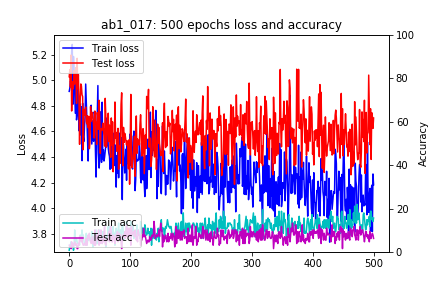 ab1_017: 500 epochs loss and accuracy
Train loss
Test loss
Train acc
Test acc
Loss
5.2
5.0
4.8
4.6
4.4
4.2
4.0
3.8
Accuracy
100
80
60
40
20
0
0
100
200
300
400
500